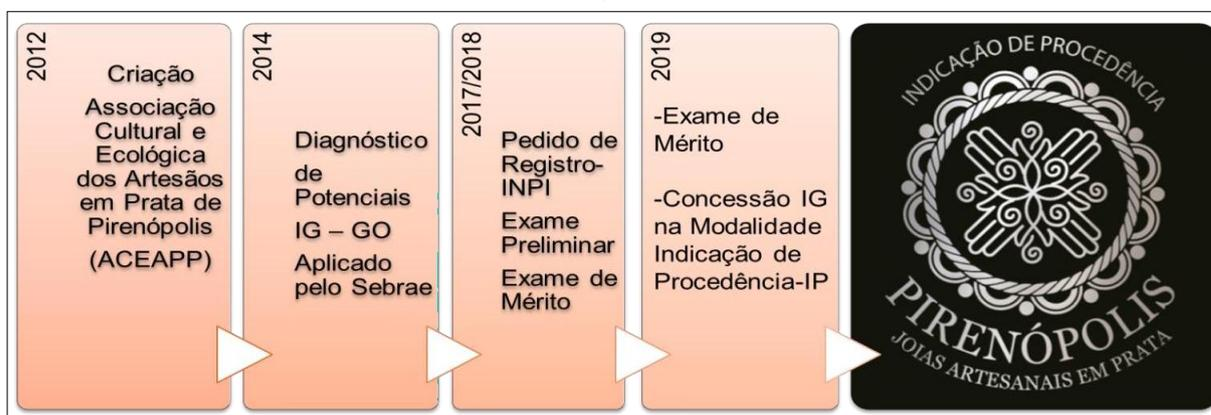 2012
Criação
Associação
Cultural e
Ecológica
dos Artesãos
em Prata de
Pirenópolis
(ACEAPP)
2014
Diagnóstico
de
Potenciais
IG – GO
Aplicado
pelo Sebrae
2017/2018
Pedido de
Registro-
INPI
Exame
Preliminar
Exame de
Mérito
2019
-Exame de
Mérito
-Concessão IG
na Modalidade
Indicação de
Procedência-IP
INDICAÇÃO DE PROCEDÊNCIA
PIRENÓPOLIS
JOIAS ARTESANAIS EM PRATA